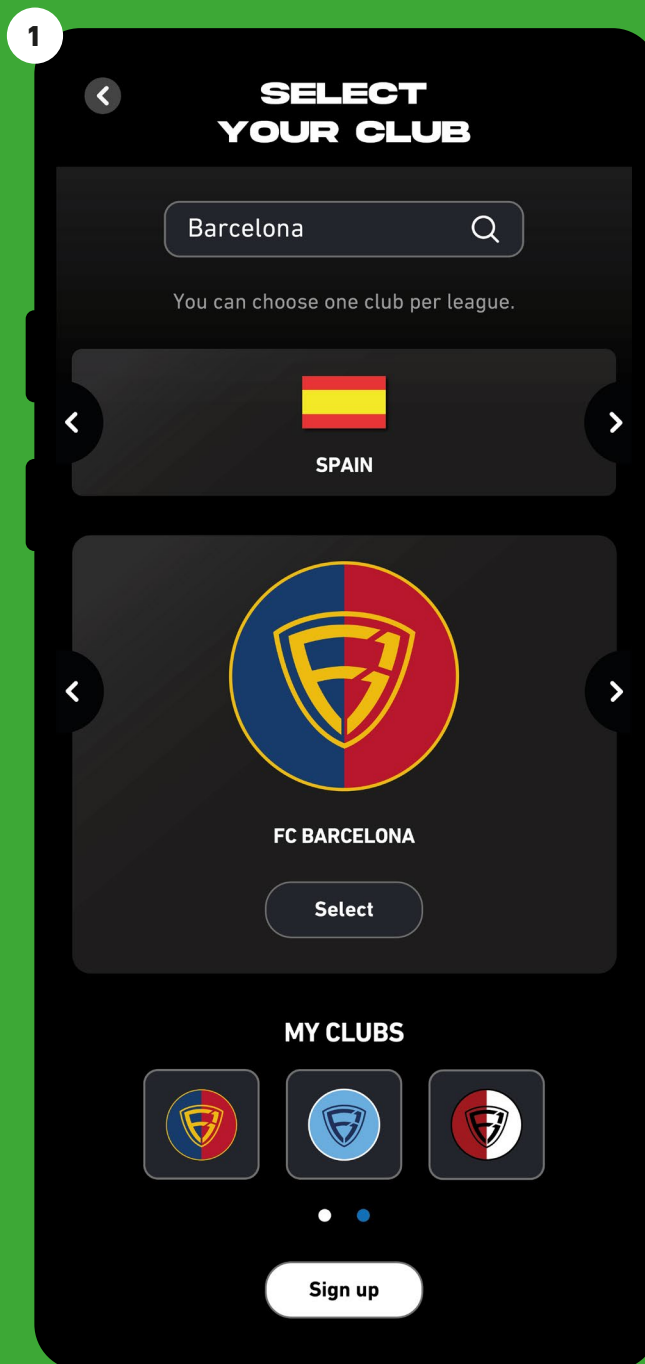 1
SELECT
YOUR CLUB
Barcelona
You can choose one club per league.
SPAIN
FC BARCELONA
Select
MY CLUBS
Sign up